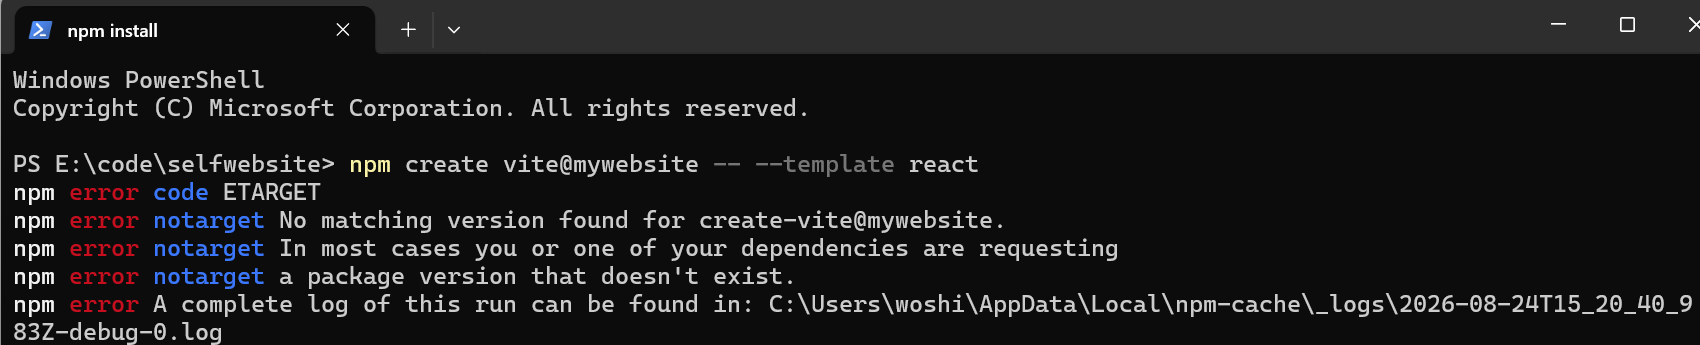 npm install
Windows PowerShell
Copyright (C) Microsoft Corporation. All rights reserved.
PS E:\code\selfwebsite> npm create vite@mywebsite -- --template react
npm error code ETARGET
npm error notarget No matching version found for create-vite@mywebsite.
npm error notarget In most cases you or one of your dependencies are requesting
npm error notarget a package version that doesn't exist.
npm error A complete log of this run can be found in: C:\Users\woshi\AppData\Local\npm-cache\_logs\2026-08-24T15_20_40_9
83Z-debug-0.log